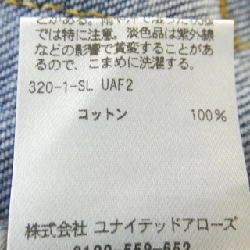 では特に注意。淡色品は紫外線
などの影響で黄変することがあ
るので、こまめに洗濯する。
320-1-SL UAF2
コットン 100%
株式会社 ユナイテッドアローズ